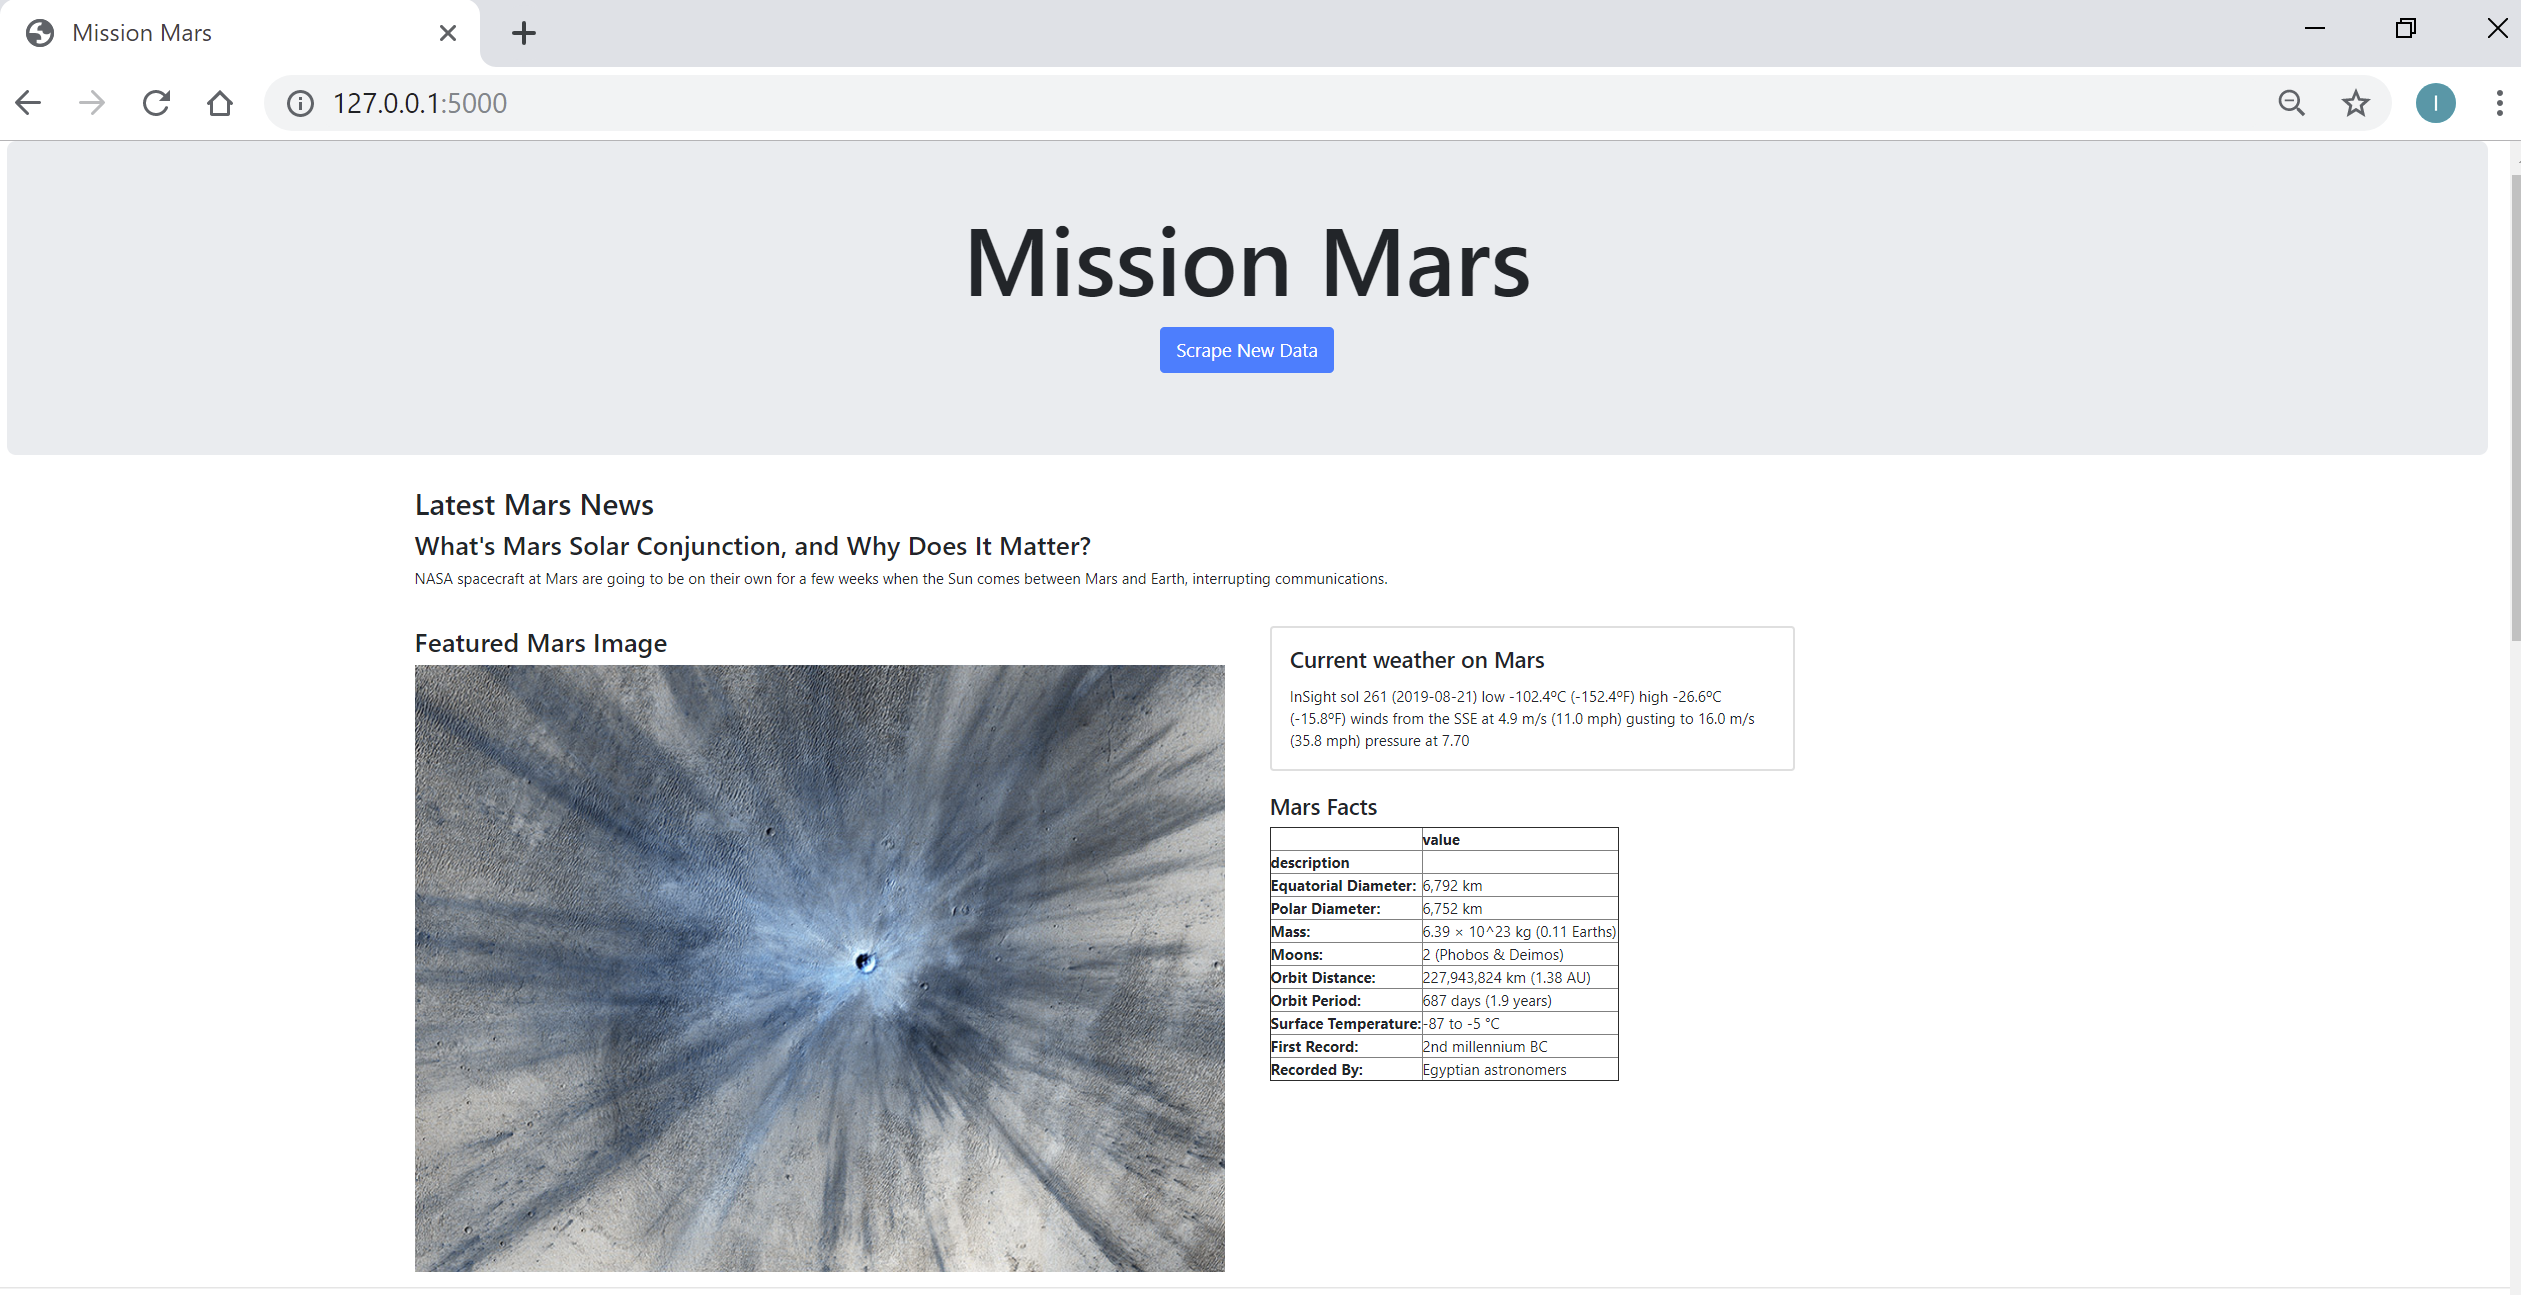 Mission Mars
127.0.0.1:5000
I
Mission Mars
Scrape New Data
Latest Mars News
What's Mars Solar Conjunction, and Why Does It Matter?
NASA spacecraft at Mars are going to be on their own for a few weeks when the Sun comes between Mars and Earth, interrupting communications.
Featured Mars Image
Current weather on Mars
InSight sol 261 (2019-08-21) low -102.4ºC (-152.4ºF) high -26.6ºC
(-15.8ºF) winds from the SSE at 4.9 m/s (11.0 mph) gusting to 16.0 m/s
(35.8 mph) pressure at 7.70
Mars Facts
value
description
Equatorial Diameter: 6,792 km
Polar Diameter: 6,752 km
Mass: 6.39 × 10^23 kg (0.11 Earths)
Moons: 2 (Phobos & Deimos)
Orbit Distance: 227,943,824 km (1.38 AU)
Orbit Period: 687 days (1.9 years)
Surface Temperature: -87 to -5 °C
First Record: 2nd millennium BC
Recorded By: Egyptian astronomers